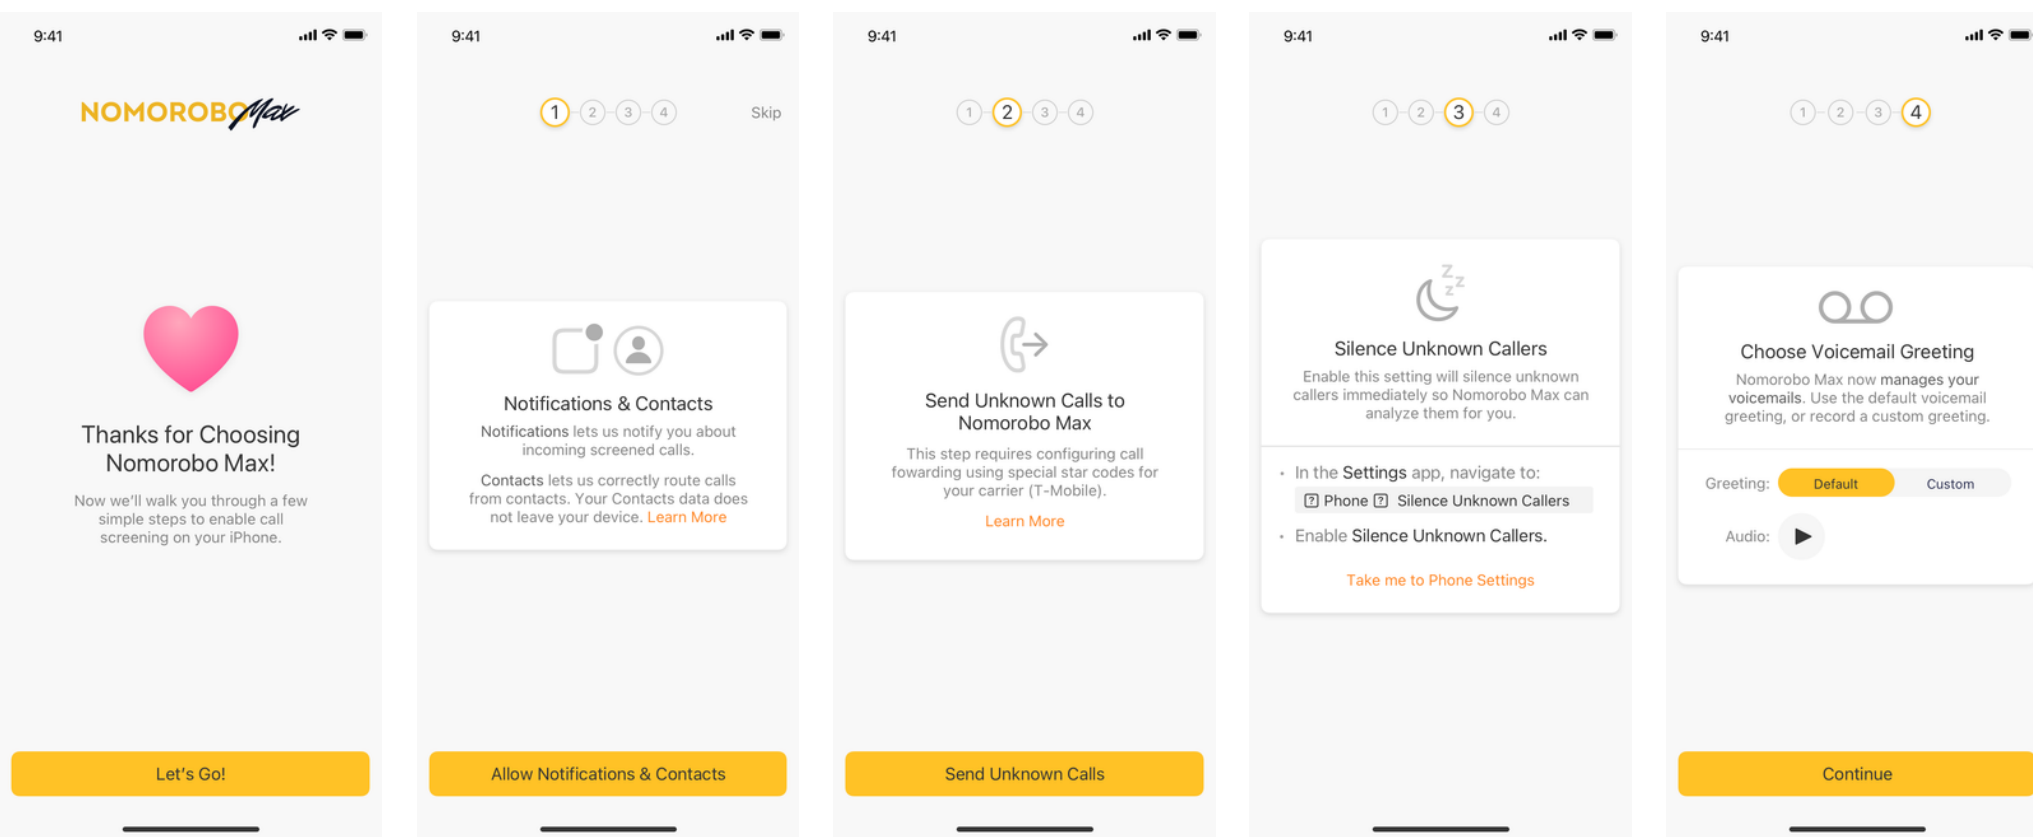 9:41
NOMOROBO Max
Thanks for Choosing
Nomorobo Max!
Now we'll walk you through a few
simple steps to enable call
screening on your iPhone.
Let's Go!
9:41
1 2 3 4
Skip
Notifications & Contacts
Notifications lets us notify you about
incoming screened calls.
Contacts lets us correctly route calls
from contacts. Your Contacts data does
not leave your device. Learn More
Allow Notifications & Contacts
9:41
1 2 3 4
Send Unknown Calls to
Nomorobo Max
This step requires configuring call
fowarding using special star codes for
your carrier (T-Mobile).
Learn More
Send Unknown Calls
9:41
1 2 3 4
z z z
Silence Unknown Callers
Enable this setting will silence unknown
callers immediately so Nomorobo Max can
analyze them for you.
• In the Settings app, navigate to:
? Phone ? Silence Unknown Callers
• Enable Silence Unknown Callers.
Take me to Phone Settings
9:41
1 2 3 4
Choose Voicemail Greeting
Nomorobo Max now manages your
voicemails. Use the default voicemail
greeting, or record a custom greeting.
Greeting: Default Custom
Audio:
Continue